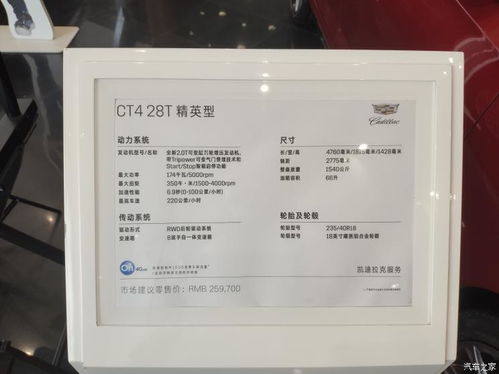 CT4 28T 精英型
Cadillac
动力系统
发动机型号/名称 全新2.0T可变缸涡轮增压发动机,
带Tripower可变气门管理技术和
Start/Stop智能启停功能
最大功率 174千瓦/5000rpm
最大扭矩 350牛·米/1500-4000rpm
加速性能 6.9秒(0-100公里/小时)
最高车速 220公里/小时
尺寸
长/宽/高 4760毫米/1815毫米/1428毫米
轴距 2775毫米
整备质量 1540公斤
油箱容积 66升
传动系统
驱动形式 RWD后轮驱动系统
变速箱 8速手自一体变速箱
轮胎及轮毂
轮胎型号 235/40R18
轮毂型号 18英寸铝合金轮毂
4G LTE
凯迪拉克服务
市场建议零售价: RMB 259,700
汽车之家